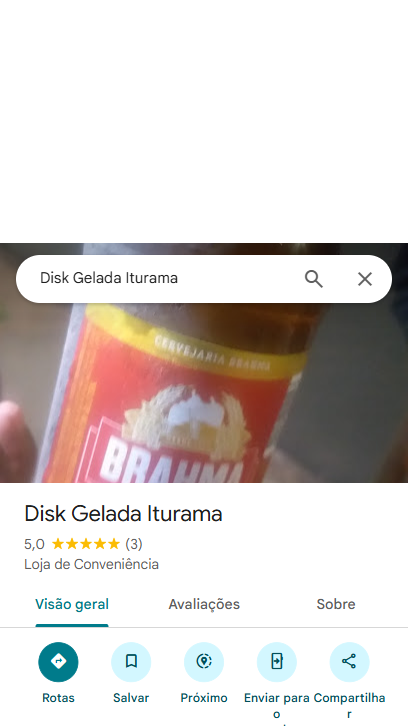 Disk Gelada Iturama
CERVEJARIA BRAHMA
BRAHMA
Disk Gelada Iturama
5,0 (3)
Loja de Conveniência
Visão geral
Avaliações
Sobre
Rotas
Salvar
Próximo
Enviar para o
Compartilhar